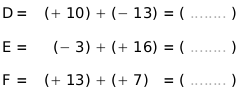 D = (+ 10) + (− 13) = ( ........ )
E = (− 3) + (+ 16) = ( ........ )
F = (+ 13) + (+ 7) = ( ........ )